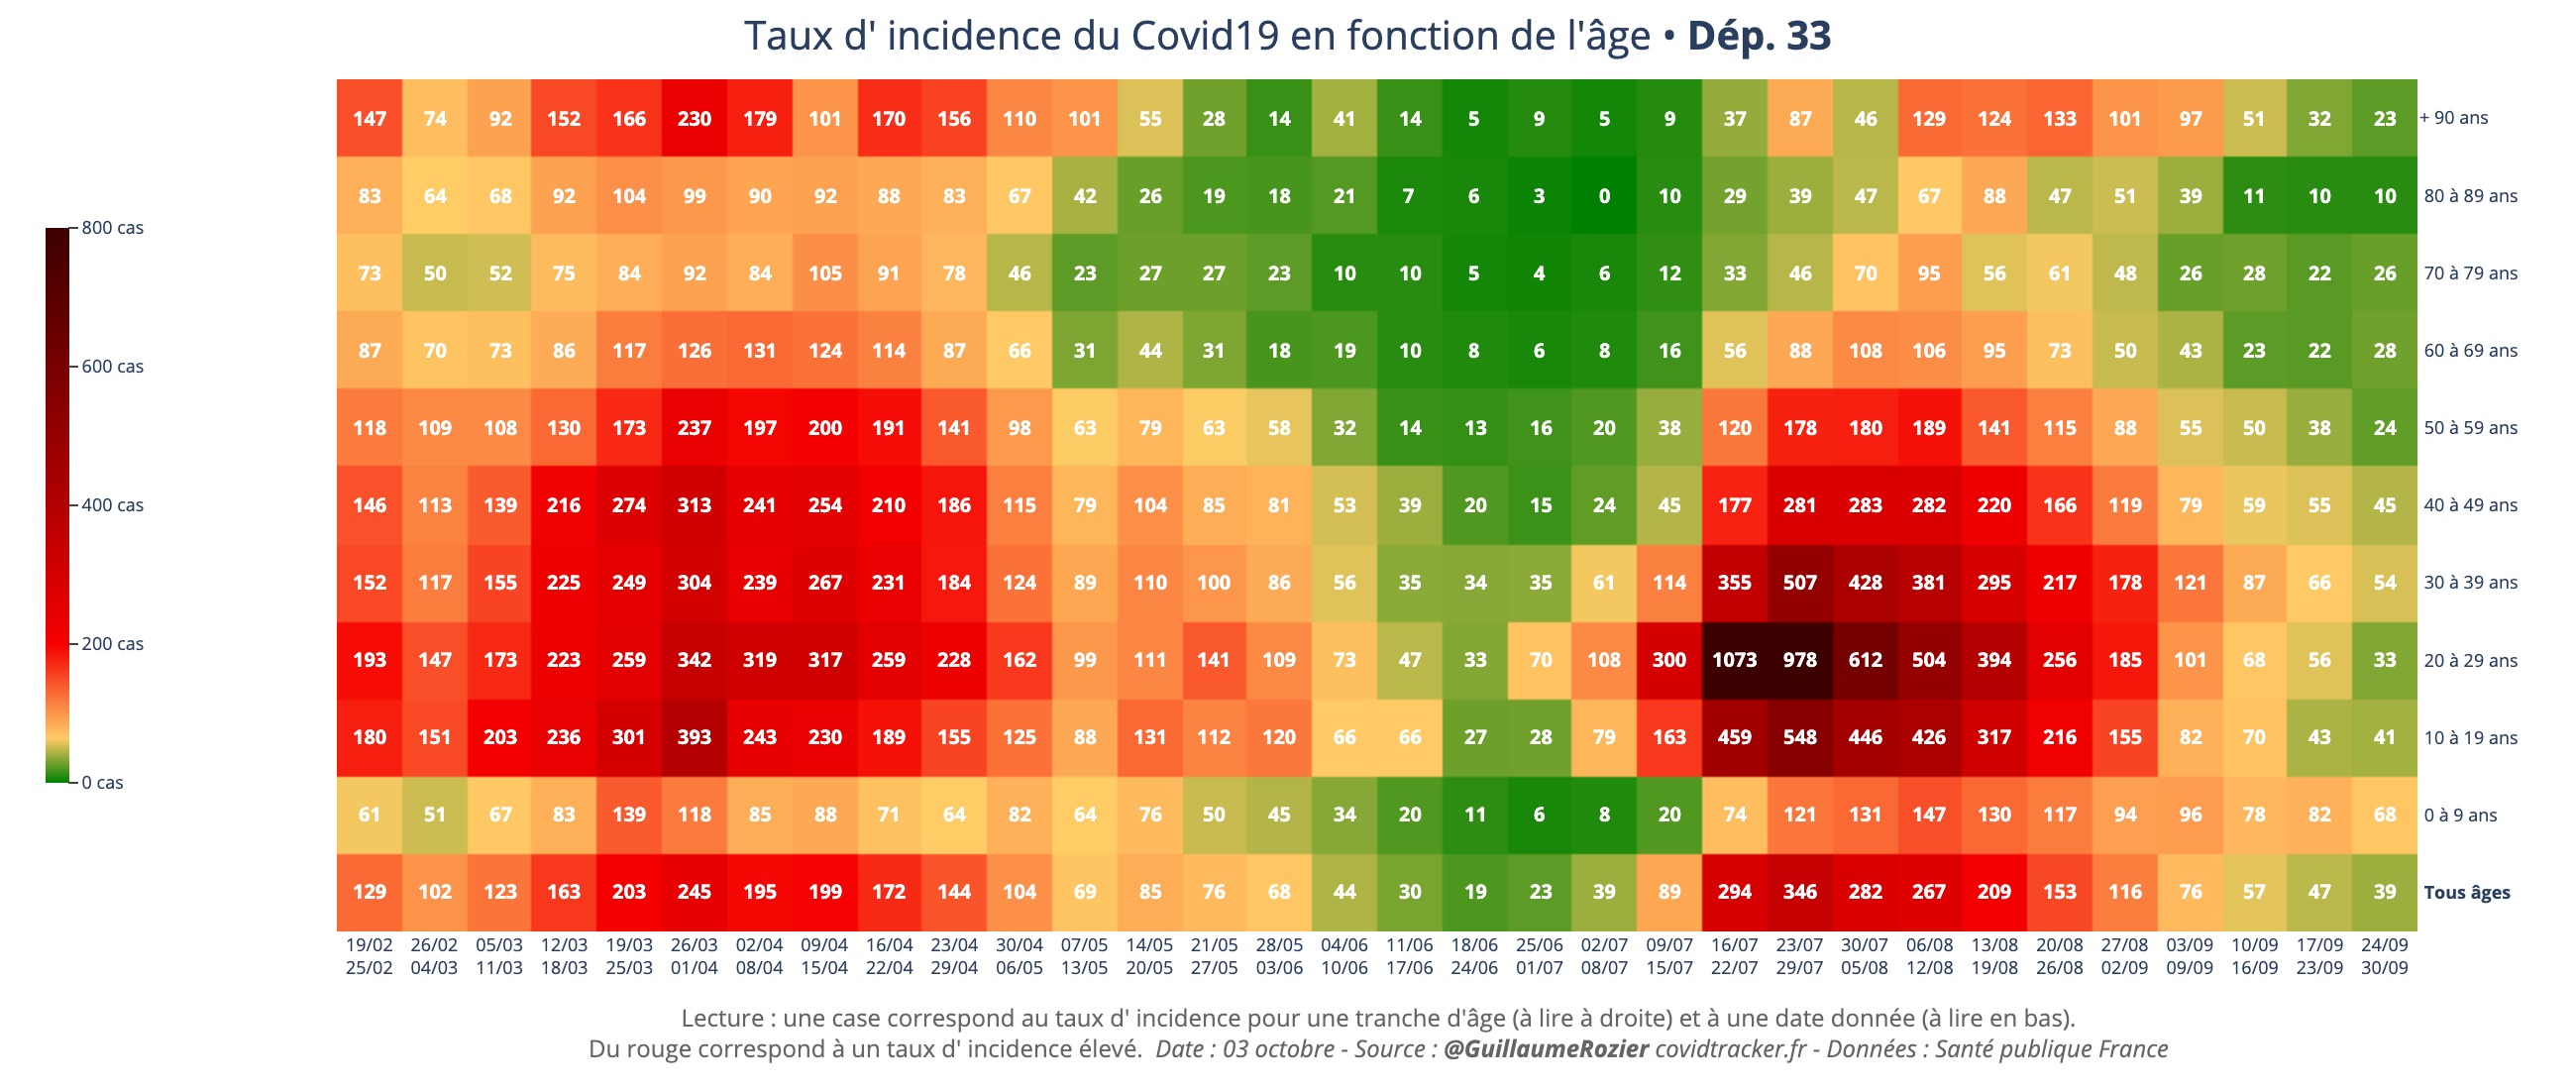 Taux d' incidence du Covid19 en fonction de l'âge • Dép. 33
800 cas
600 cas
400 cas
200 cas
0 cas
147 74 92 152 166 230 179 101 170 156 110 101 55 28 14 41 14 5 9 5 9 37 87 46 129 124 133 101 97 51 32 23 + 90 ans
83 64 68 92 104 99 90 92 88 83 67 42 26 19 18 21 7 6 3 0 10 29 39 47 67 88 47 51 39 11 10 10 80 à 89 ans
73 50 52 75 84 92 84 105 91 78 46 23 27 27 23 10 10 5 4 6 12 33 46 70 95 56 61 48 26 28 22 26 70 à 79 ans
87 70 73 86 117 126 131 124 114 87 66 31 44 31 18 19 10 8 6 8 16 56 88 108 106 95 73 50 43 23 22 28 60 à 69 ans
118 109 108 130 173 237 197 200 191 141 98 63 79 63 58 32 14 13 16 20 38 120 178 180 189 141 115 88 55 50 38 24 50 à 59 ans
146 113 139 216 274 313 241 254 210 186 115 79 104 85 81 53 39 20 15 24 45 177 281 283 282 220 166 119 79 59 55 45 40 à 49 ans
152 117 155 225 249 304 239 267 231 184 124 89 110 100 86 56 35 34 35 61 114 355 507 428 381 295 217 178 121 87 66 54 30 à 39 ans
193 147 173 223 259 342 319 317 259 228 162 99 111 141 109 73 47 33 70 108 300 1073 978 612 504 394 256 185 101 68 56 33 20 à 29 ans
180 151 203 236 301 393 243 230 189 155 125 88 131 112 120 66 66 27 28 79 163 459 548 446 426 317 216 155 82 70 43 41 10 à 19 ans
61 51 67 83 139 118 85 88 71 64 82 64 76 50 45 34 20 11 6 8 20 74 121 131 147 130 117 94 96 78 82 68 0 à 9 ans
129 102 123 163 203 245 195 199 172 144 104 69 85 76 68 44 30 19 23 39 89 294 346 282 267 209 153 116 76 57 47 39 Tous âges
19/02 26/02 05/03 12/03 19/03 26/03 02/04 09/04 16/04 23/04 30/04 07/05 14/05 21/05 28/05 04/06 11/06 18/06 25/06 02/07 09/07 16/07 23/07 30/07 06/08 13/08 20/08 27/08 03/09 10/09 17/09 24/09
25/02 04/03 11/03 18/03 25/03 01/04 08/04 15/04 22/04 29/04 06/05 13/05 20/05 27/05 03/06 10/06 17/06 24/06 01/07 08/07 15/07 22/07 29/07 05/08 12/08 19/08 26/08 02/09 09/09 16/09 23/09 30/09
Lecture : une case correspond au taux d' incidence pour une tranche d'âge (à lire à droite) et à une date donnée (à lire en bas).
Du rouge correspond à un taux d' incidence élevé. Date : 03 octobre - Source : @GuillaumeRozier covidtracker.fr - Données : Santé publique France